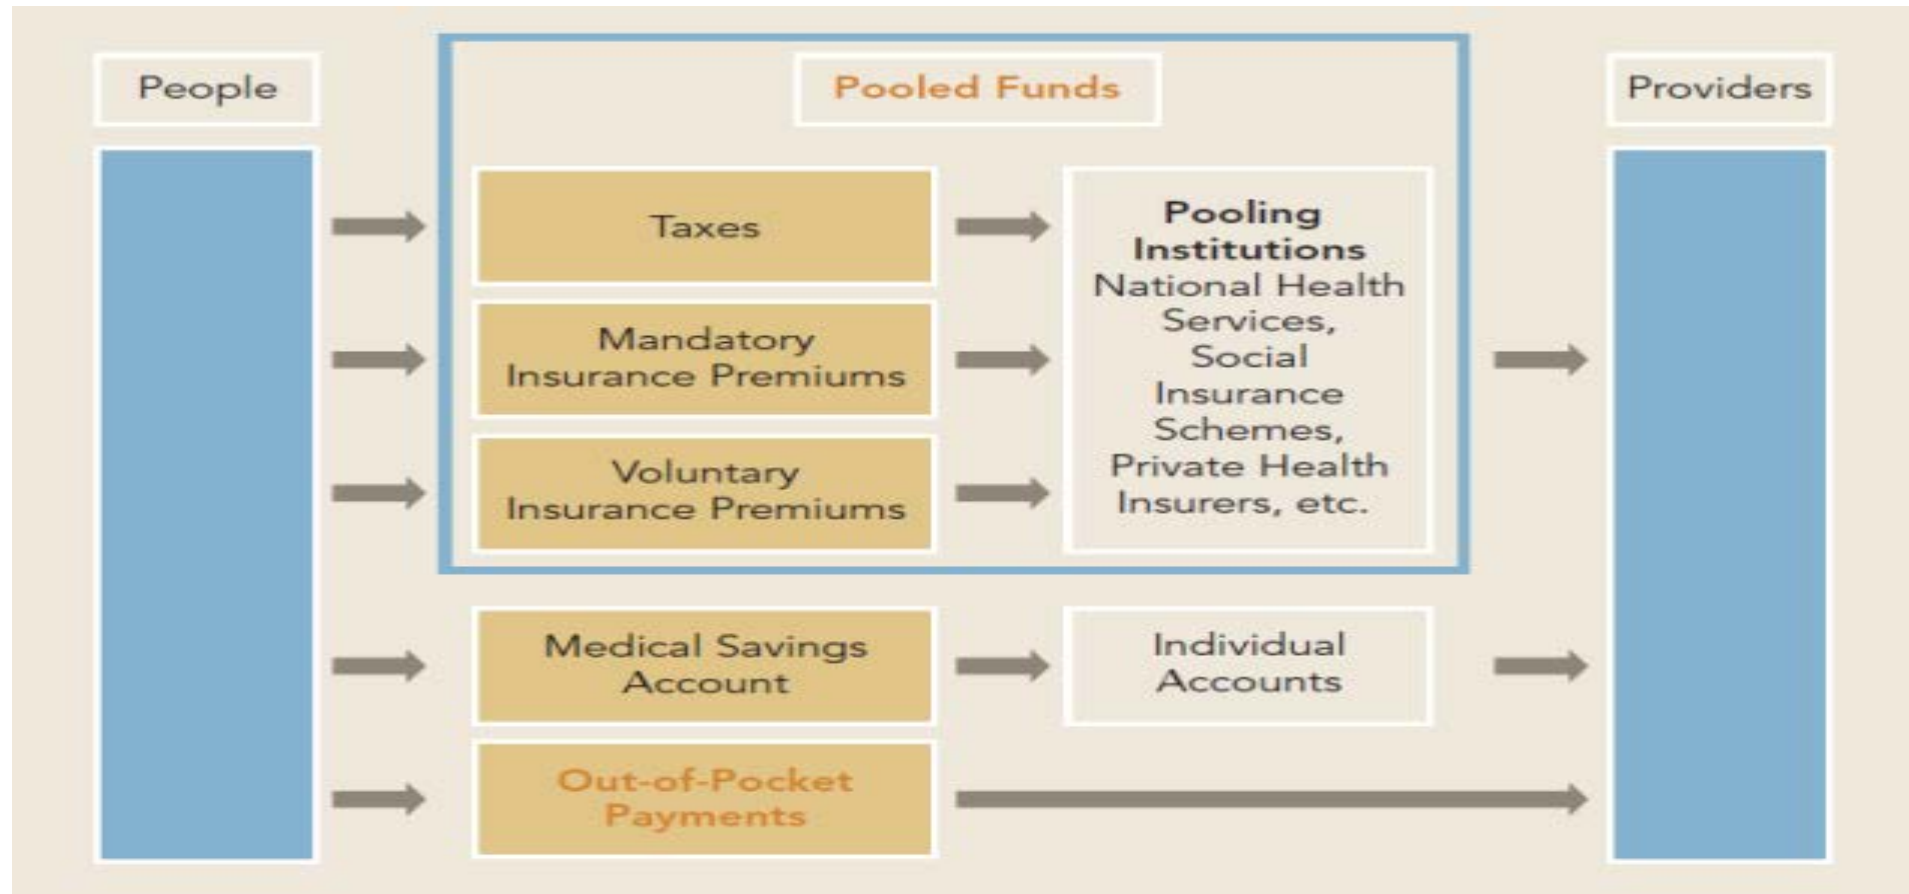 People
Pooled Funds
Providers
Taxes
Pooling
Institutions
National Health
Services,
Social
Insurance
Schemes,
Private Health
Insurers, etc.
Mandatory
Insurance Premiums
Voluntary
Insurance Premiums
Medical Savings
Account
Individual
Accounts
Out-of-Pocket
Payments